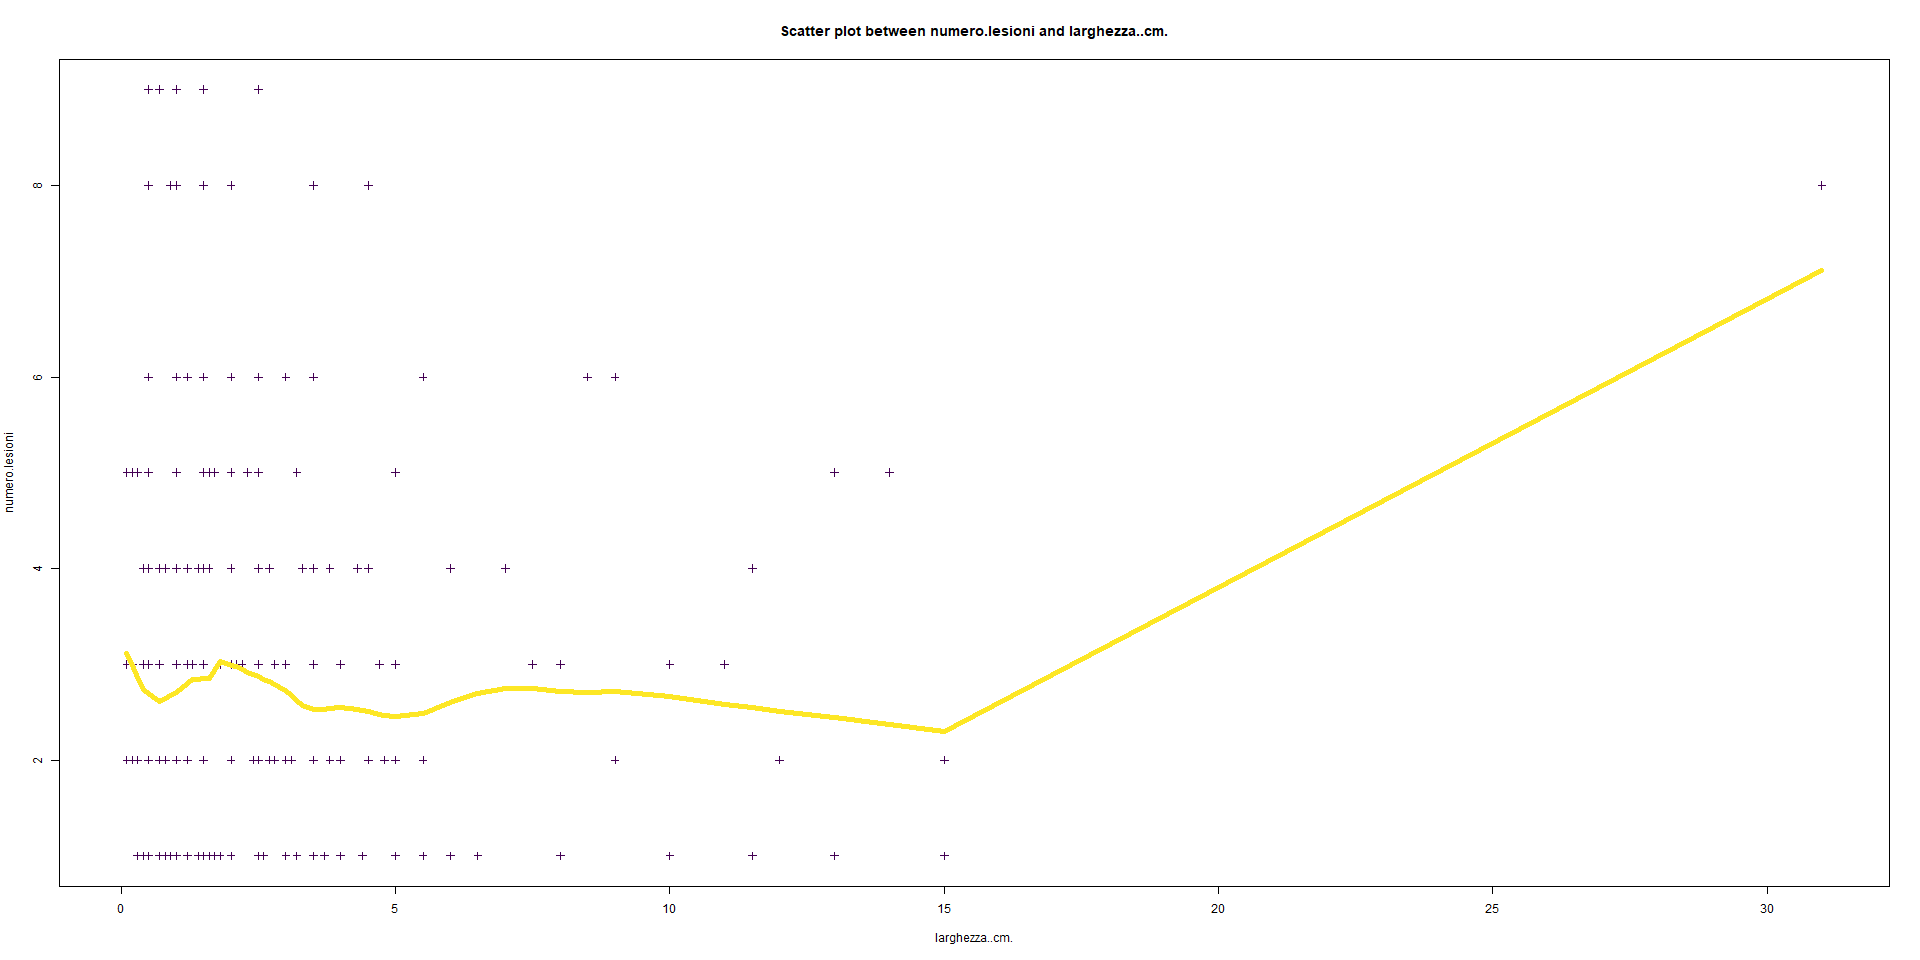 Scatter plot between numero.lesioni and larghezza..cm.
numero.lesioni
8
6
4
2
0 5 10 15 20 25 30
larghezza..cm.